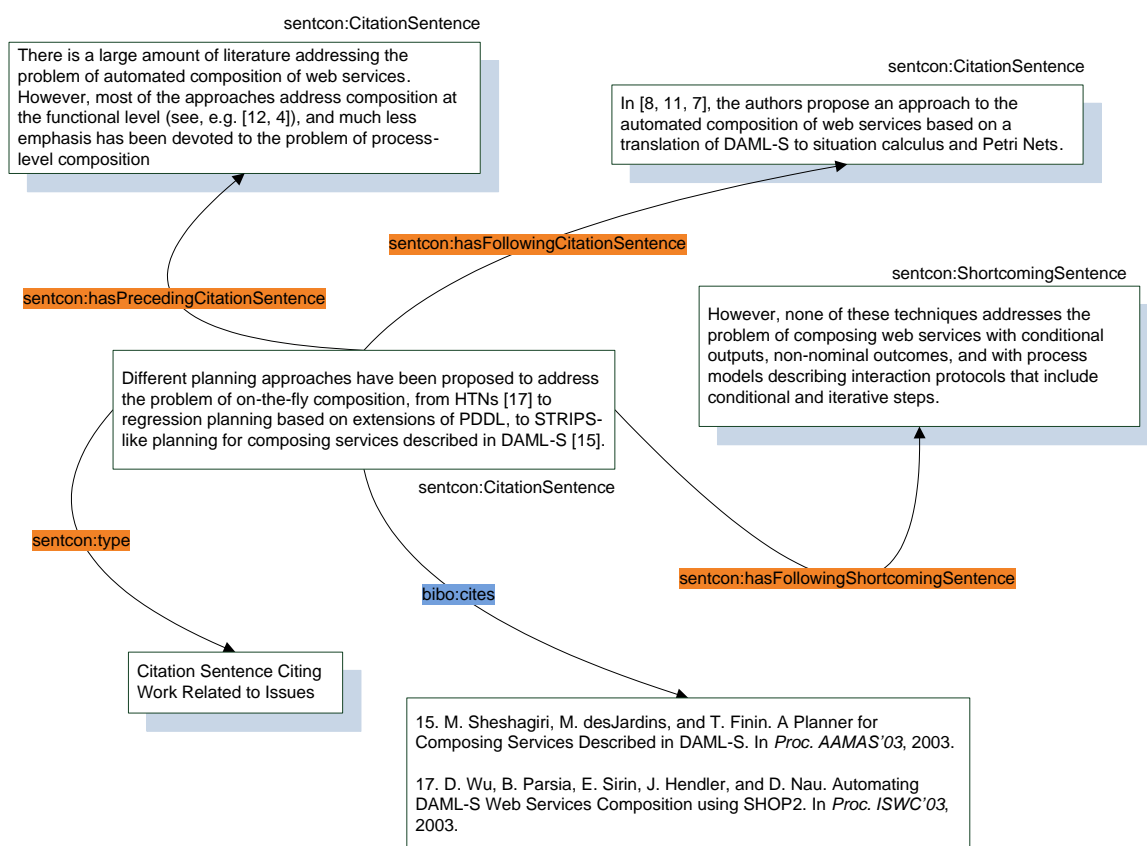 sentcon:CitationSentence
There is a large amount of literature addressing the
problem of automated composition of web services.
However, most of the approaches address composition at
the functional level (see, e.g. [12, 4]), and much less
emphasis has been devoted to the problem of process-
level composition
sentcon:CitationSentence
In [8, 11, 7], the authors propose an approach to the
automated composition of web services based on a
translation of DAML-S to situation calculus and Petri Nets.
sentcon:hasFollowingCitationSentence
sentcon:hasPrecedingCitationSentence
sentcon:ShortcomingSentence
However, none of these techniques addresses the
problem of composing web services with conditional
outputs, non-nominal outcomes, and with process
models describing interaction protocols that include
conditional and iterative steps.
Different planning approaches have been proposed to address
the problem of on-the-fly composition, from HTNs [17] to
regression planning based on extensions of PDDL, to STRIPS-
like planning for composing services described in DAML-S [15].
sentcon:CitationSentence
sentcon:type
bibo:cites
sentcon:hasFollowingShortcomingSentence
Citation Sentence Citing
Work Related to Issues
15. M. Sheshagiri, M. desJardins, and T. Finin. A Planner for
Composing Services Described in DAML-S. In Proc. AAMAS'03, 2003.
17. D. Wu, B. Parsia, E. Sirin, J. Hendler, and D. Nau. Automating
DAML-S Web Services Composition using SHOP2. In Proc. ISWC'03,
2003.